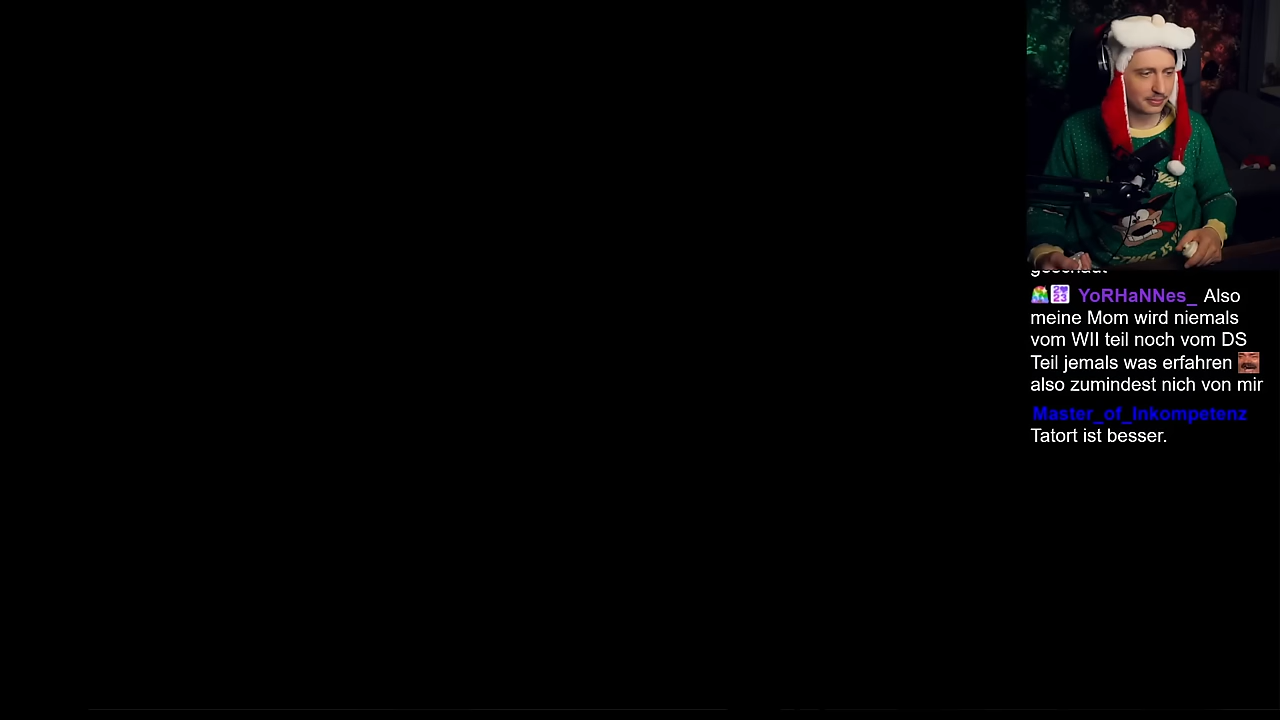 YoRHaNNes_ Also
meine Mom wird niemals
vom WII teil noch vom DS
Teil jemals was erfahren
also zumindest nich von mir
Master_of_Inkompetenz
Tatort ist besser.